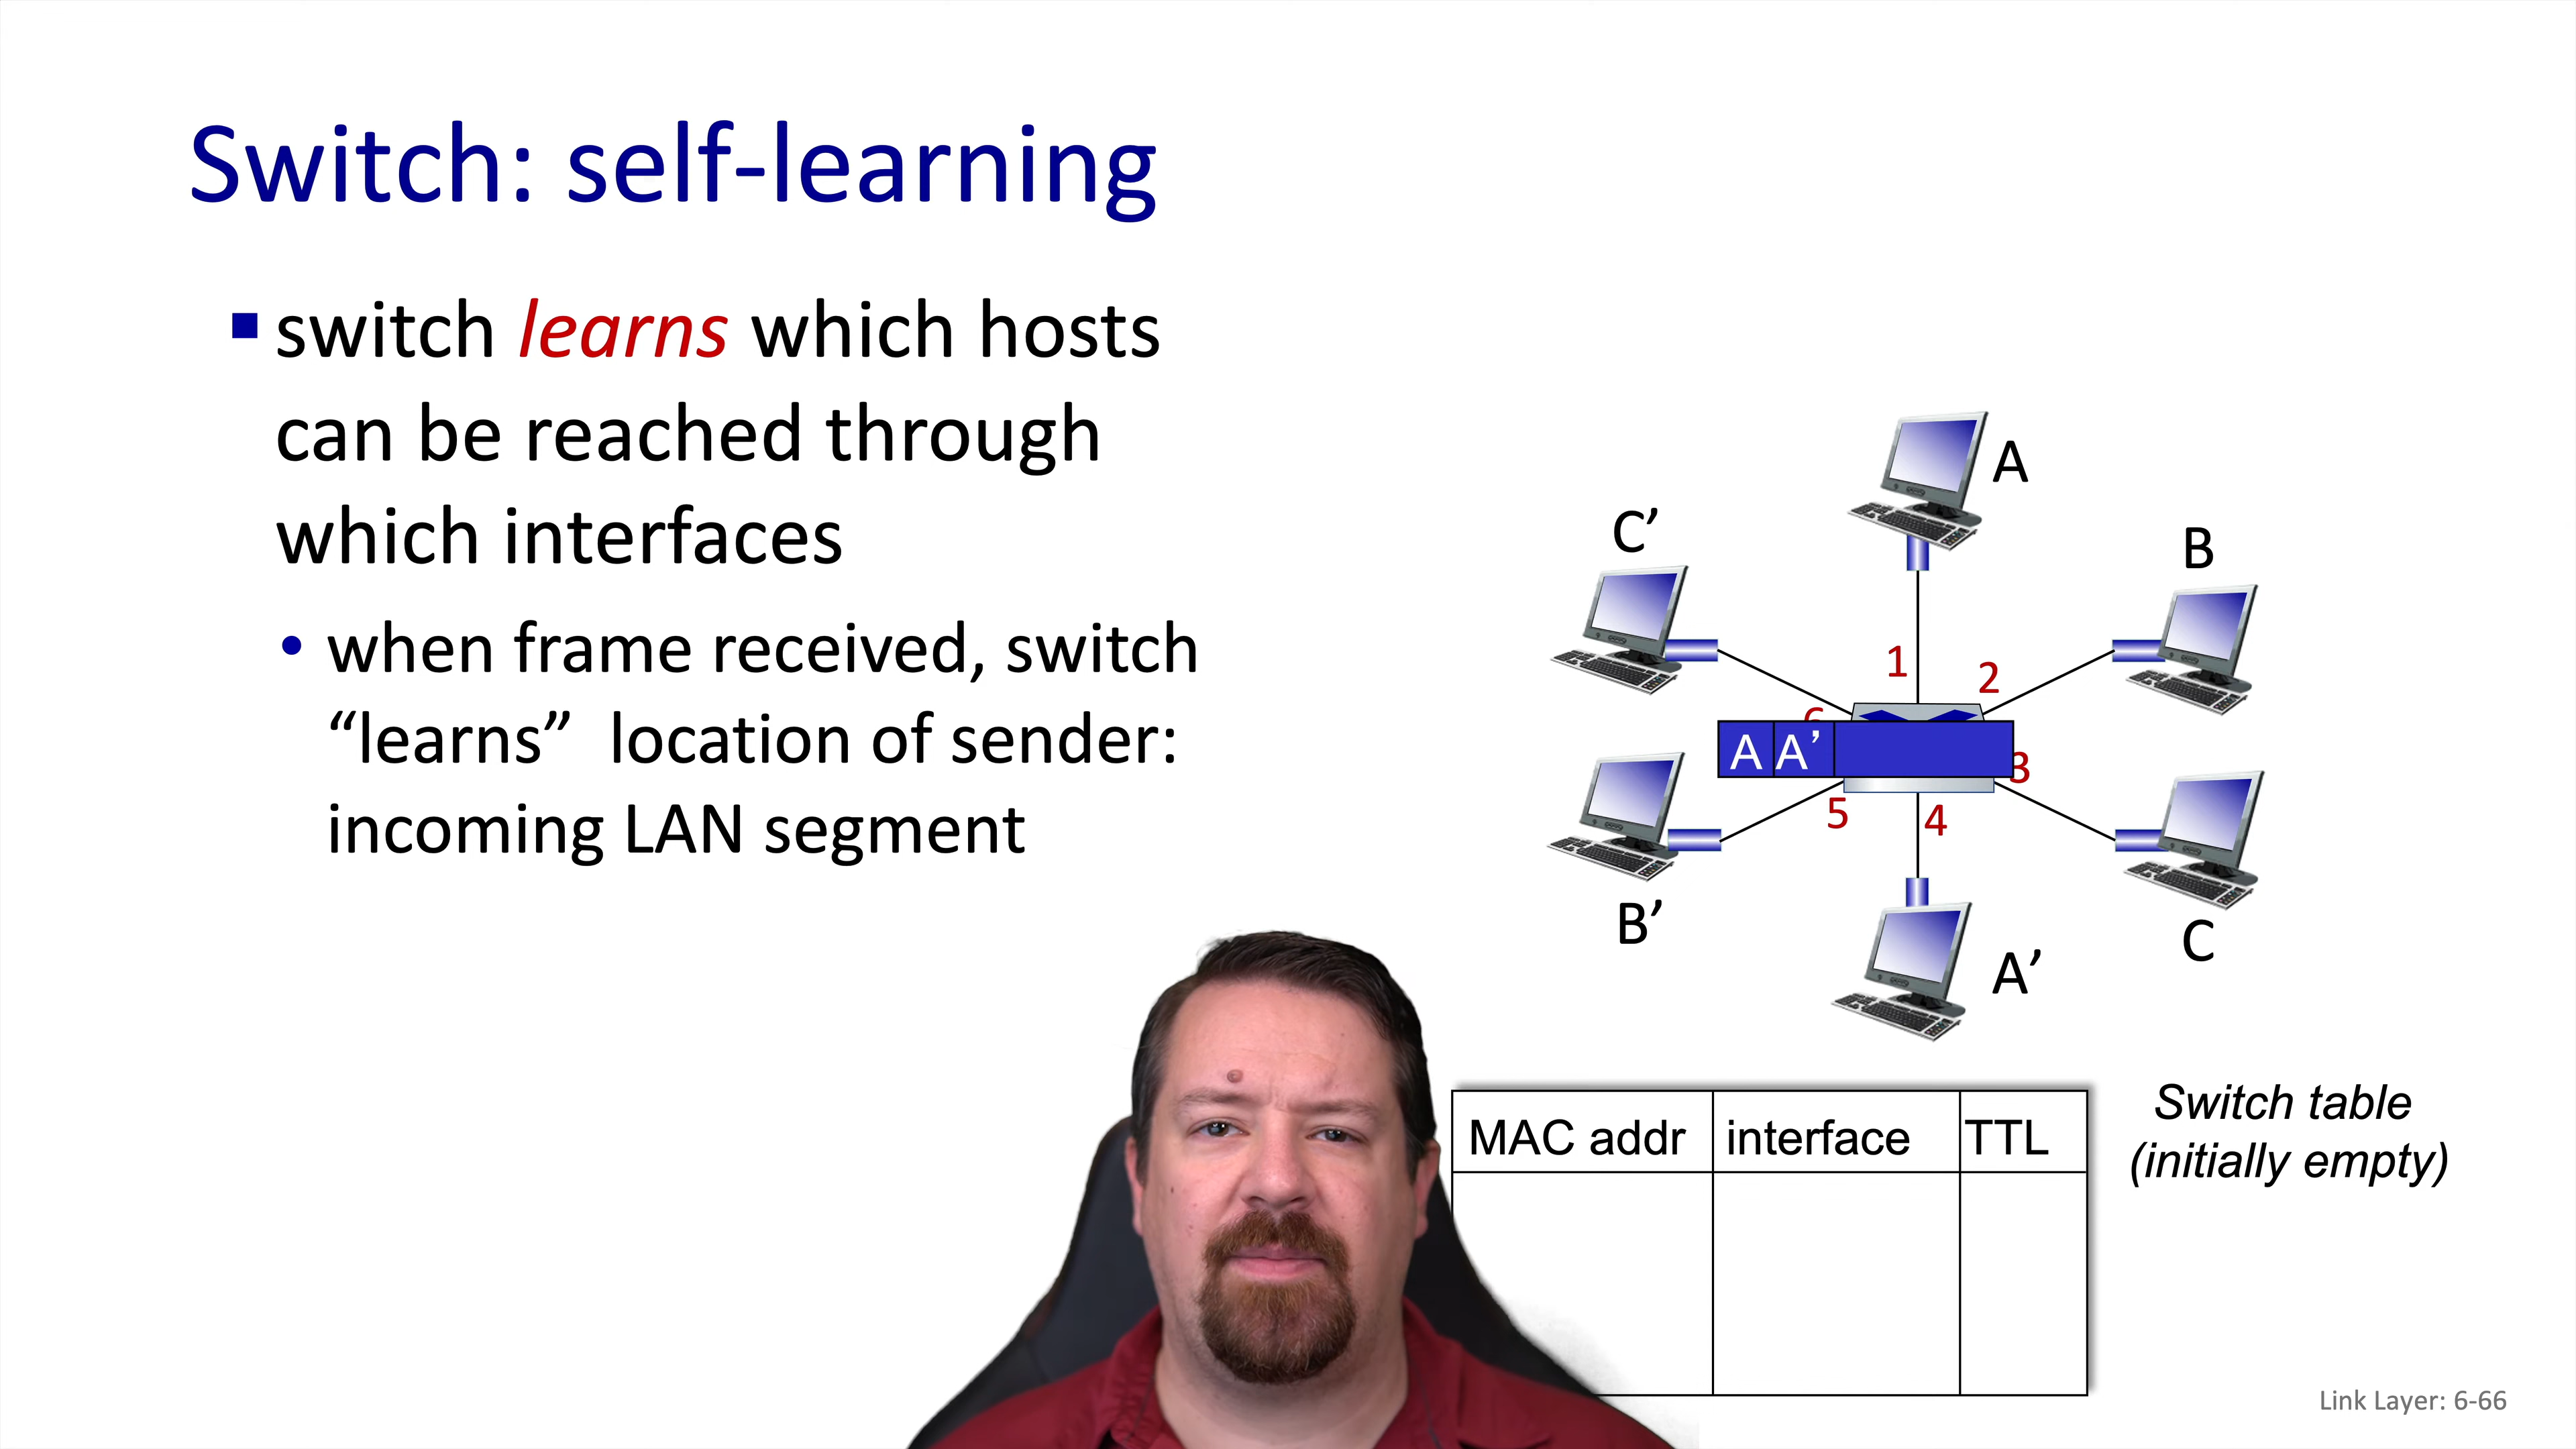 Switch: self-learning
switch learns which hosts
can be reached through
which interfaces
when frame received, switch
“learns”  location of sender:
incoming LAN segment
A
C’
B
1
2
6
A A’
3
5
4
B’
C
A’
MAC addr interface TTL
Switch table
(initially empty)
Link Layer: 6-66